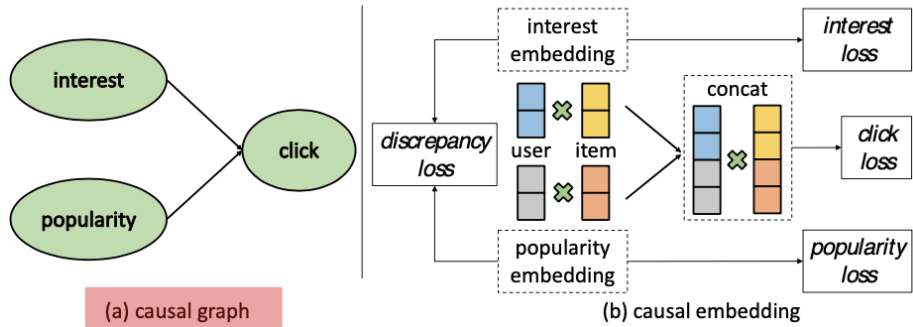 interest
popularity
click
(a) causal graph
interest
embedding
interest
loss
discrepancy
loss
user
item
concat
click
loss
popularity
embedding
popularity
loss
(b) causal embedding